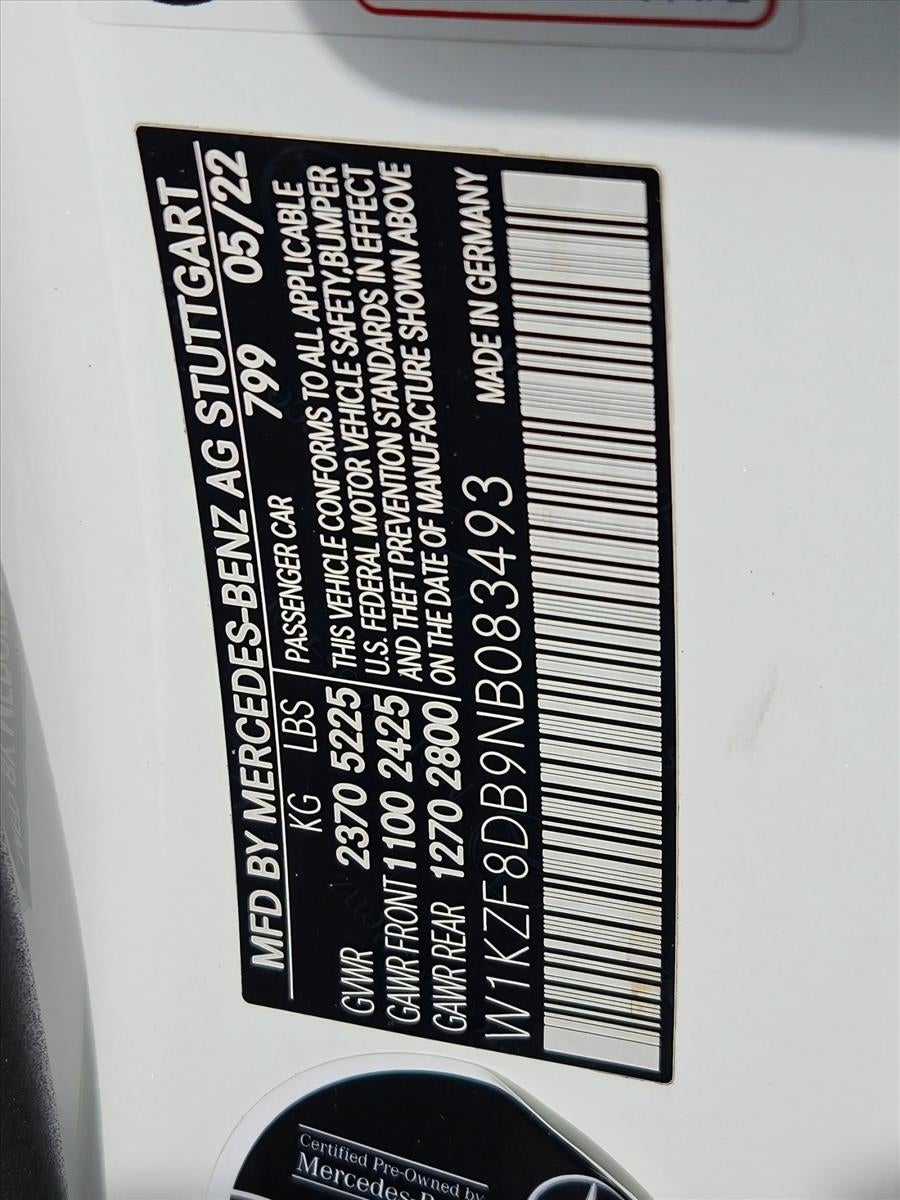 MFD BY MERCEDES-BENZ AG STUTTGART
799 05/'22
KG LBS PASSENGER CAR
GVWR 2370 5225
GAWR FRONT 1100 2425
GAWR REAR 1270 2800
THIS VEHICLE CONFORMS TO ALL APPLICABLE
U.S. FEDERAL MOTOR VEHICLE SAFETY,BUMPER
AND THEFT PREVENTION STANDARDS IN EFFECT
ON THE DATE OF MANUFACTURE SHOWN ABOVE
W1KZF8DB9NB083493 MADE IN GERMANY
Certified Pre-Owned by